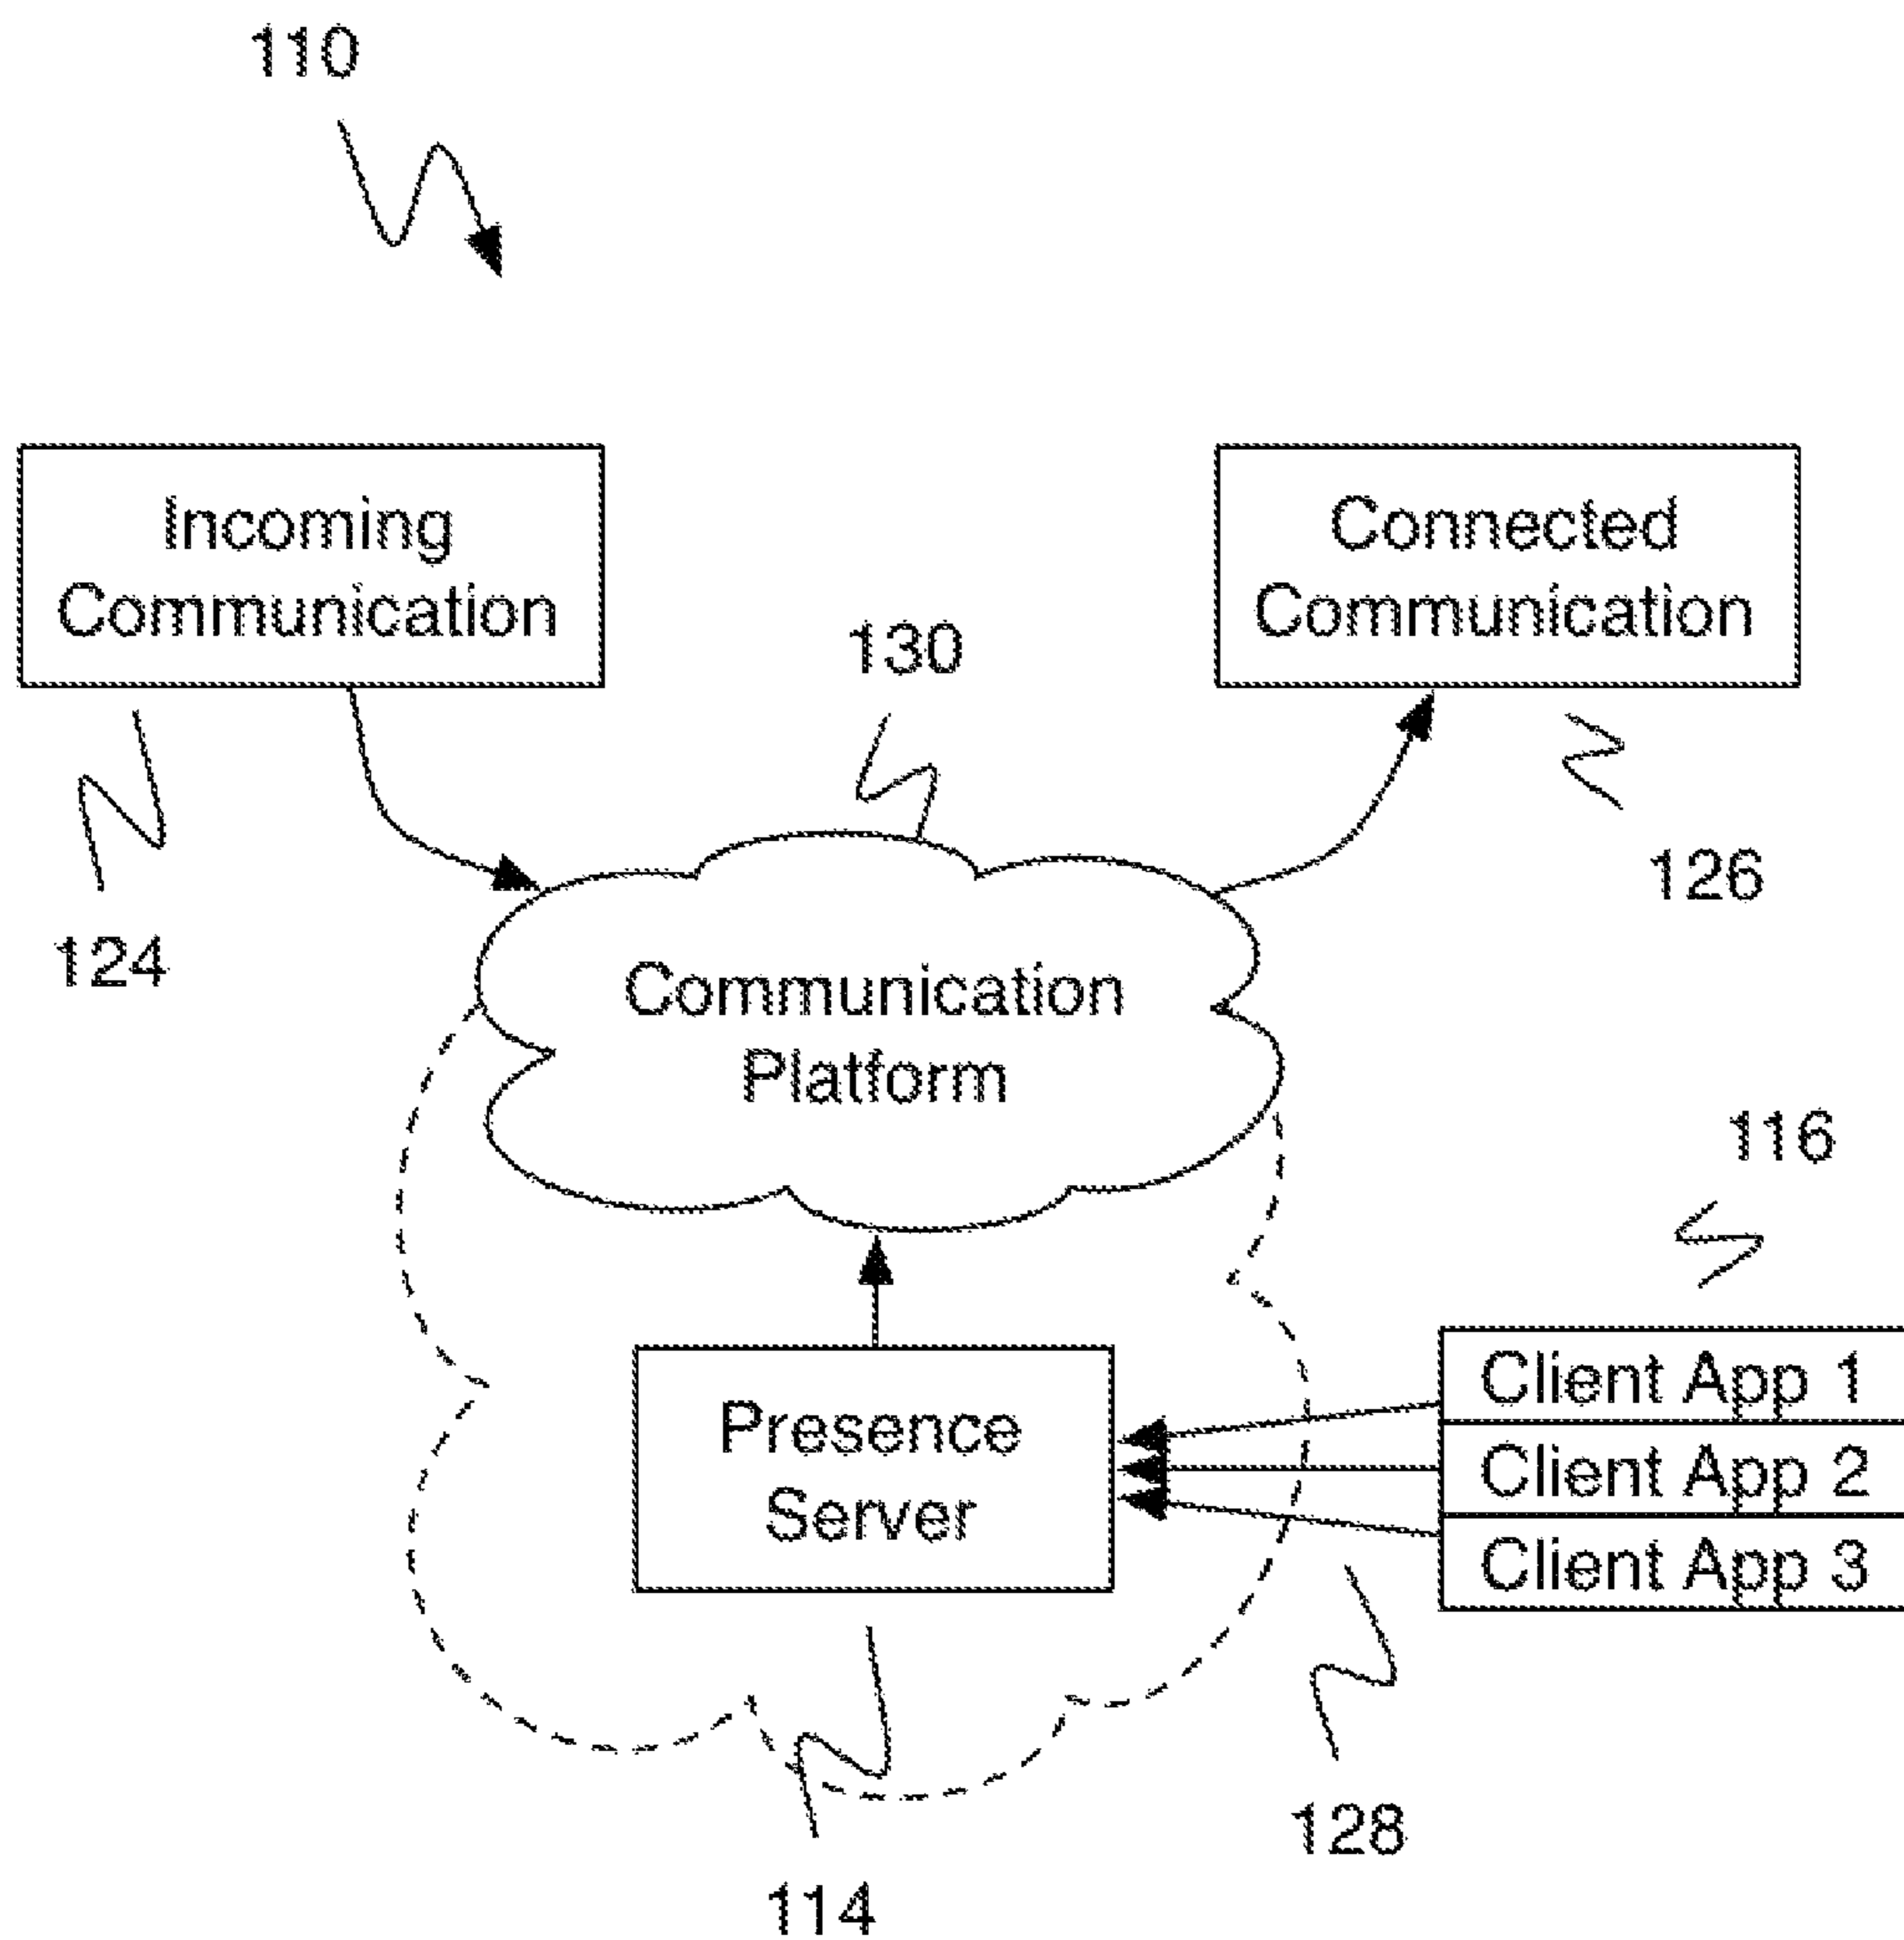 110
Incoming
Communication
Connected
Communication
130
126
124
Communication
Platform
116
Client App 1
Presence
Server
Client App 2
Client App 3
128
114